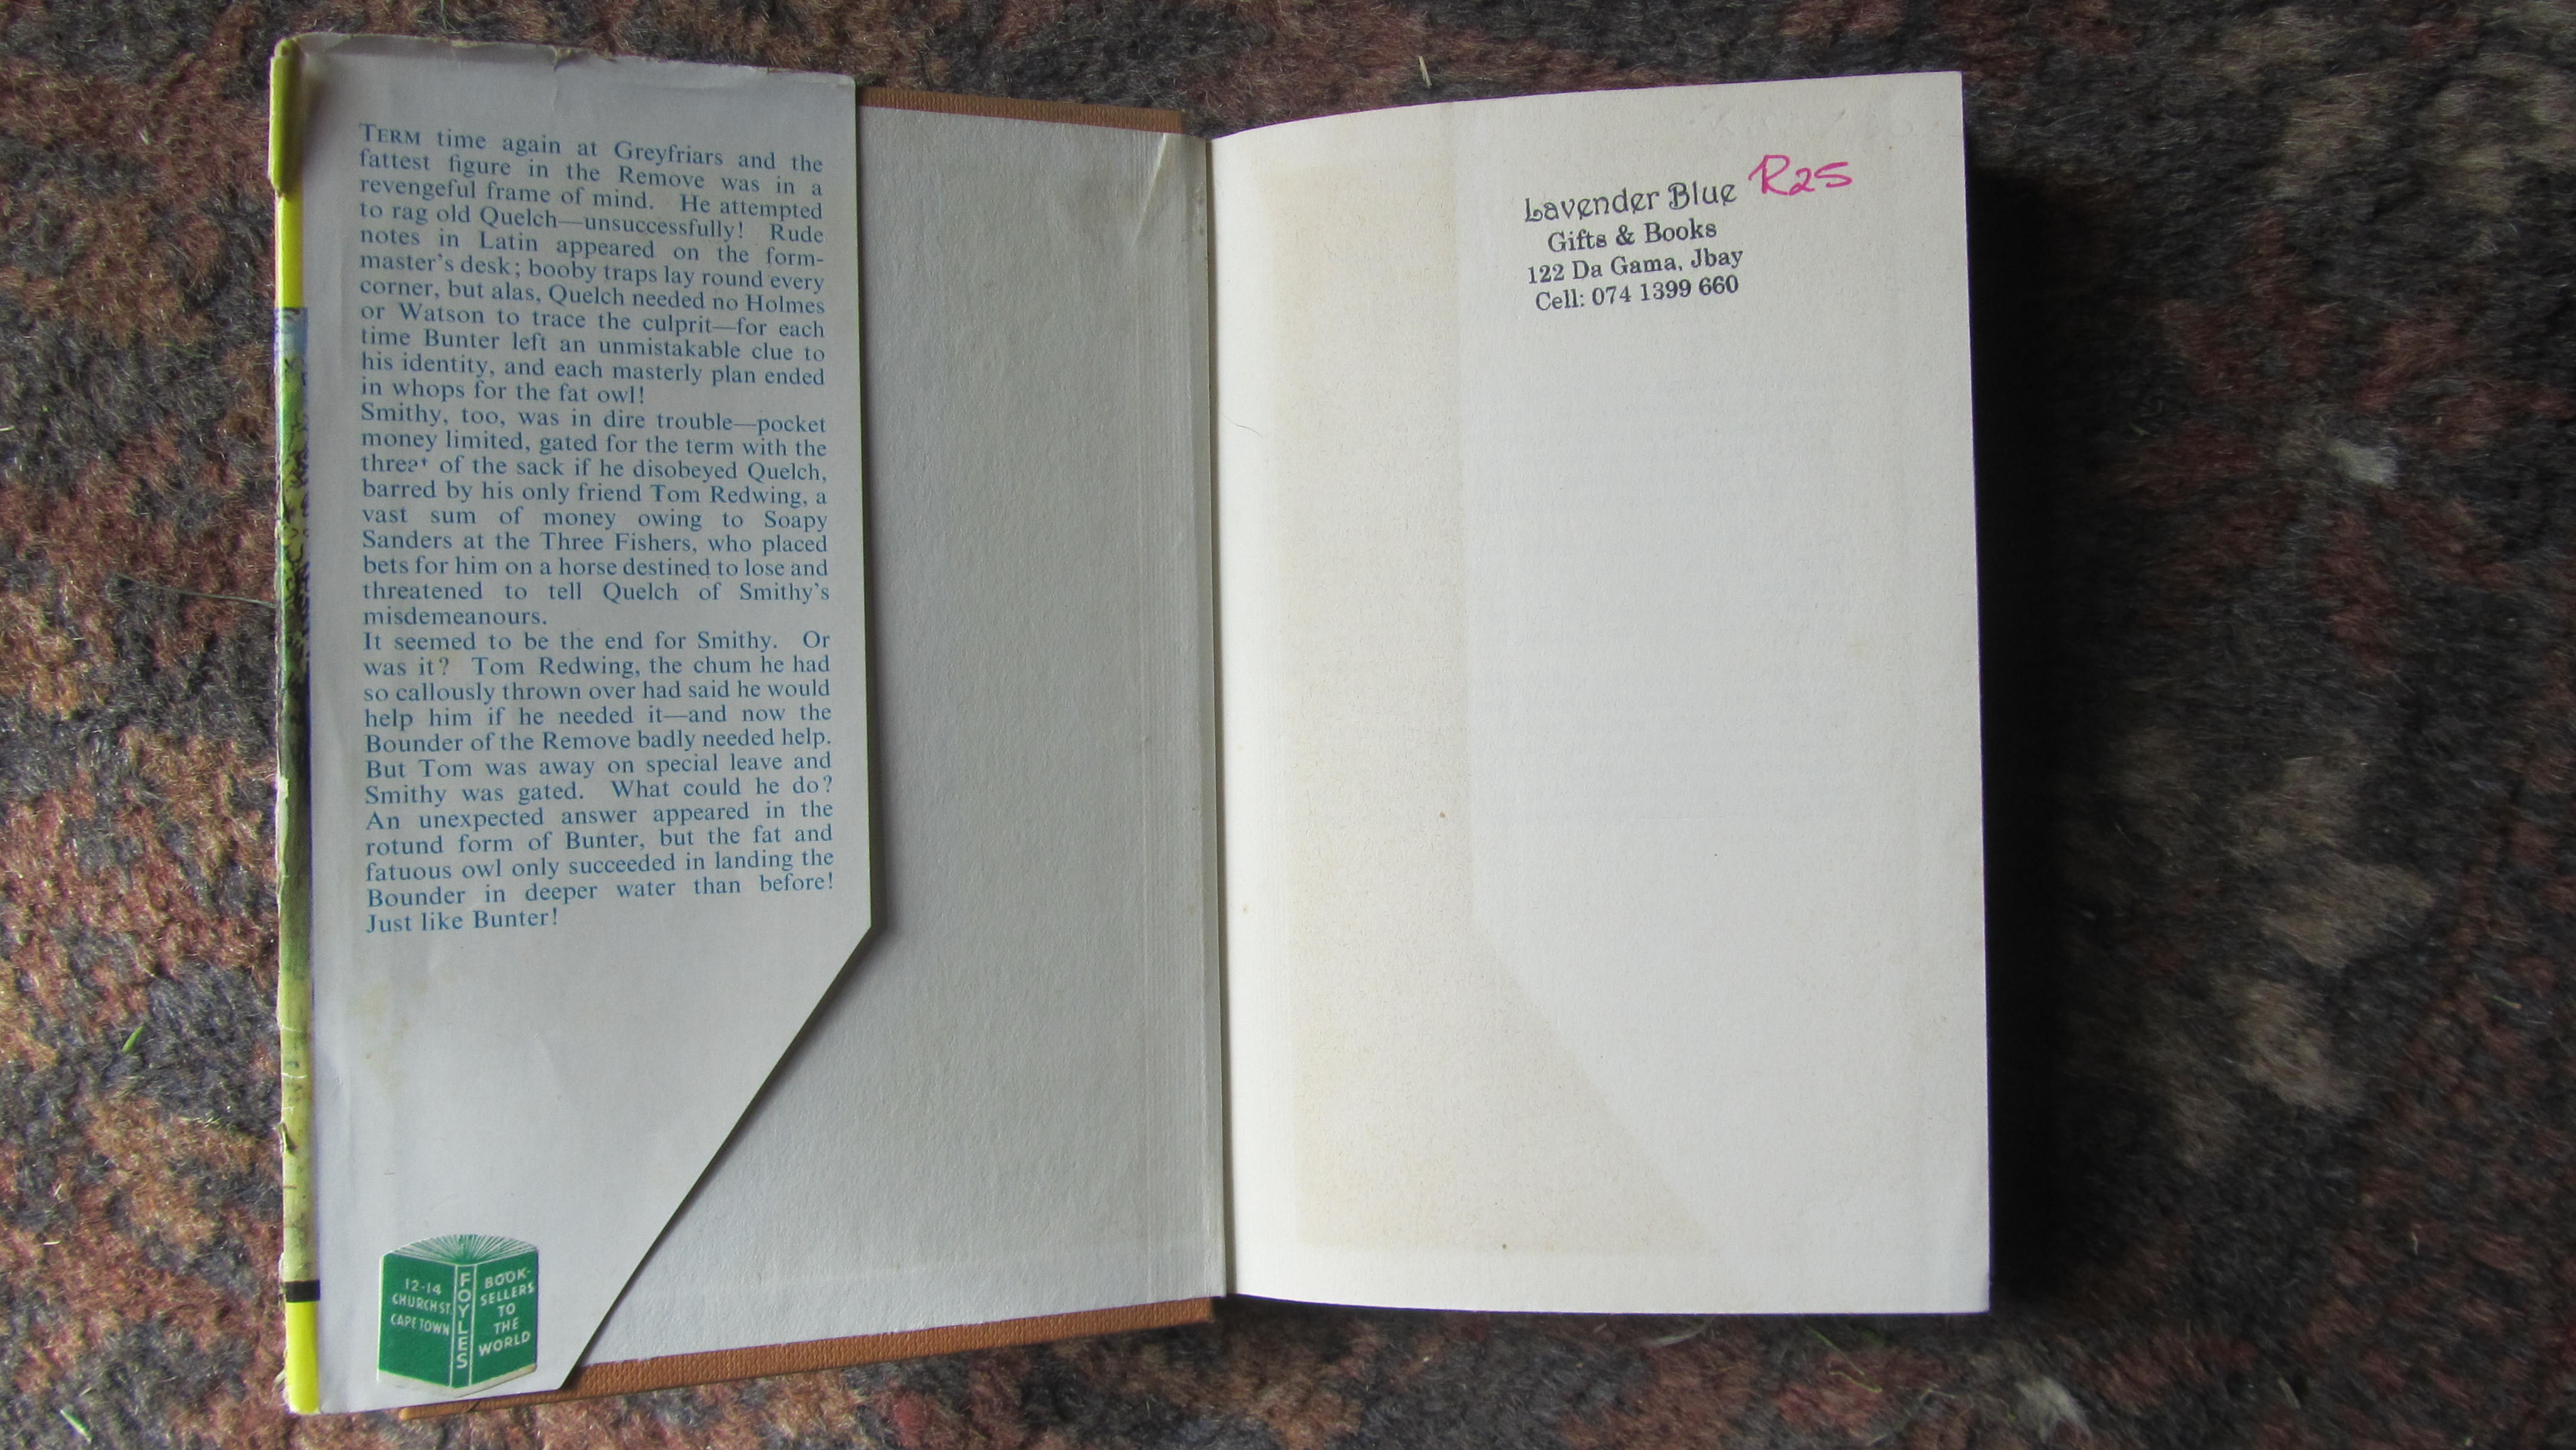 TERM time again at Greyfriars and the
fattest figure in the Remove was in a
revengeful frame of mind. He attempted
to rag old Quelch—unsuccessfully! Rude
notes in Latin appeared on the form-
master's desk; booby traps lay round every
corner, but alas, Quelch needed no Holmes
or Watson to trace the culprit—for each
time Bunter left an unmistakable clue to
his identity, and each masterly plan ended
in whops for the fat owl!
Smithy, too, was in dire trouble—pocket
money limited, gated for the term with the
threat of the sack if he disobeyed Quelch,
barred by his only friend Tom Redwing, a
vast sum of money owing to Soapy
Sanders at the Three Fishers, who placed
bets for him on a horse destined to lose and
threatened to tell Quelch of Smithy's
misdemeanours.
It seemed to be the end for Smithy. Or
was it? Tom Redwing, the chum he had
so callously thrown over had said he would
help him if he needed it—and now the
Bounder of the Remove badly needed help.
But Tom was away on special leave and
Smithy was gated. What could he do?
An unexpected answer appeared in the
rotund form of Bunter, but the fat and
fatuous owl only succeeded in landing the
Bounder in deeper water than before!
Just like Bunter!
12-14
CHURCH ST.
CAPE TOWN
FOYLES
BOOK-
SELLERS
TO
THE
WORLD
Lavender Blue R25
Gifts & Books
122 Da Gama, Jbay
Cell: 074 1399 660